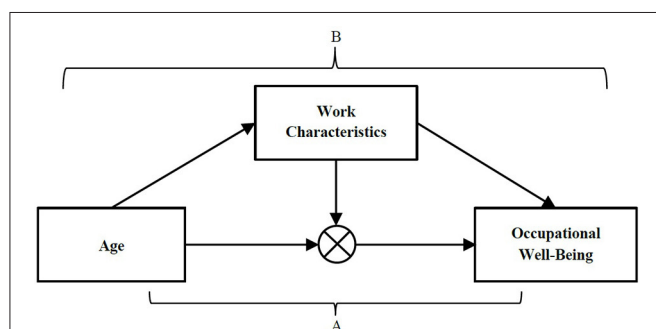 B
Work
Characteristics
Age
Occupational
Well-Being
A